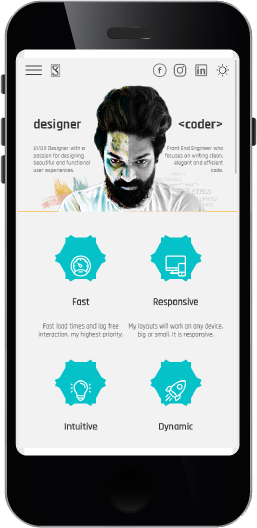 designer
<coder>
UI/UX Designer with a
passion for designing
beautiful and functional
user experiences.
Front End Engineer who
focuses on writing clean,
elegant and efficient
code.
Fast
Responsive
Fast load times and lag free
interaction, my highest priority.
My layouts will work on any device,
big or small. It is responsive.
Intuitive
Dynamic